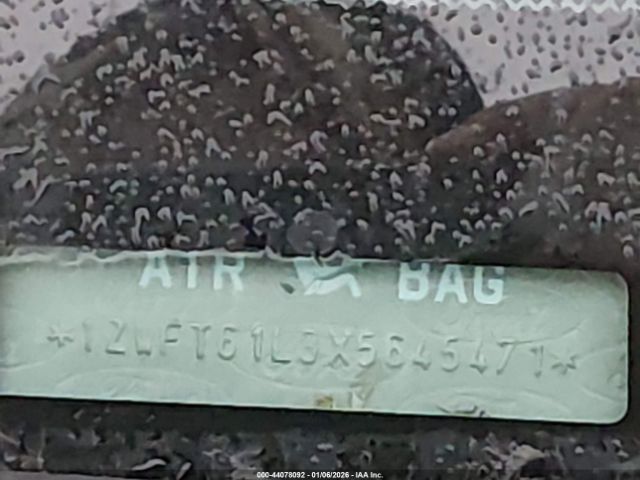 AIR BAG
*1ZWFT61L3X5645471*
000-44078092 - 01/06/2026 - IAA Inc.